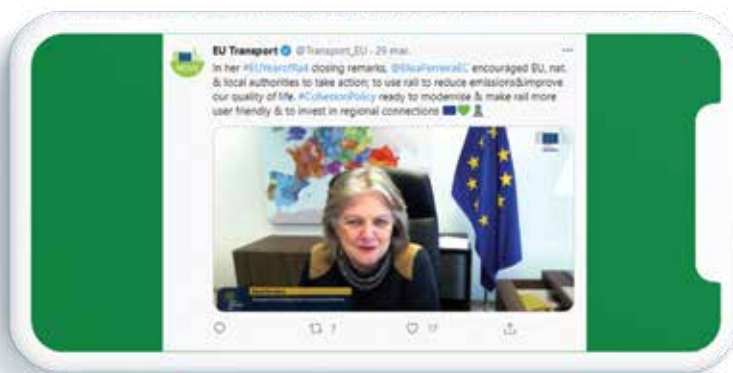 EU Transport @Transport_EU · 29 mar.
In her #EUYearofRail closing remarks, @ElisaFerreiraEC encouraged EU, nat.
& local authorities to take action; to use rail to reduce emissions&improve
our quality of life. #CohesionPolicy ready to modernise & make rail more
user friendly & to invest in regional connections
7
17